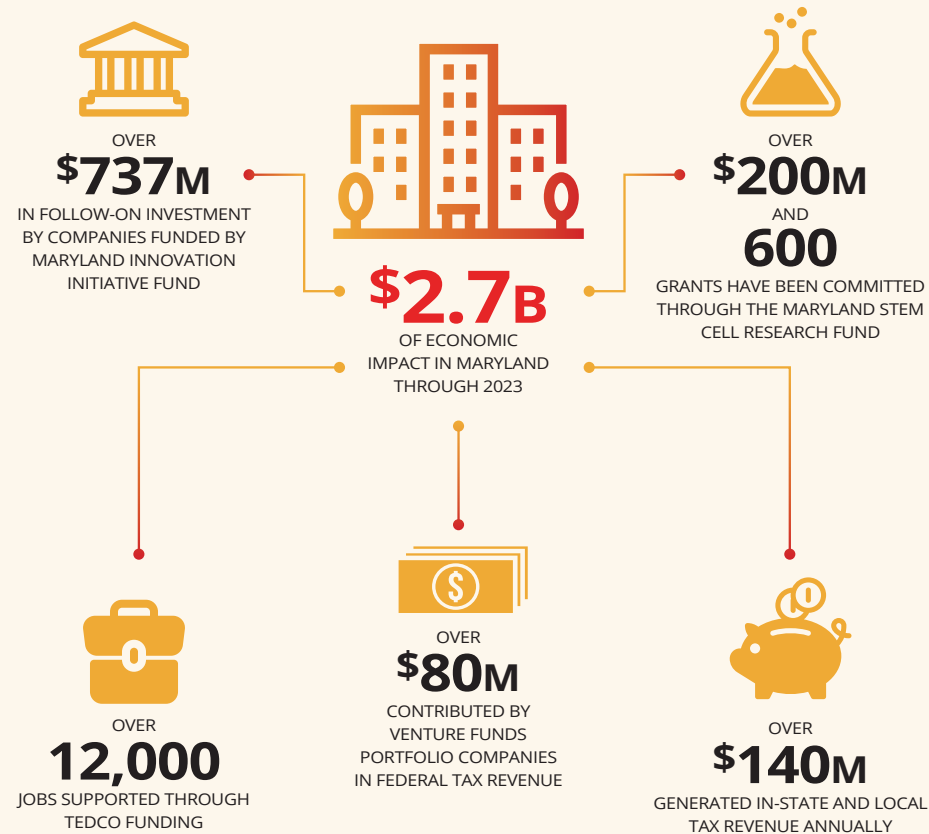 OVER
$737M
IN FOLLOW-ON INVESTMENT
BY COMPANIES FUNDED BY
MARYLAND INNOVATION
INITIATIVE FUND
$2.7B
OF ECONOMIC
IMPACT IN MARYLAND
THROUGH 2023
OVER
$200M
AND
600
GRANTS HAVE BEEN COMMITTED
THROUGH THE MARYLAND STEM
CELL RESEARCH FUND
OVER
12,000
JOBS SUPPORTED THROUGH
TEDCO FUNDING
$
OVER
$80M
CONTRIBUTED BY
VENTURE FUNDS
PORTFOLIO COMPANIES
IN FEDERAL TAX REVENUE
OVER
$140M
GENERATED IN-STATE AND LOCAL
TAX REVENUE ANNUALLY